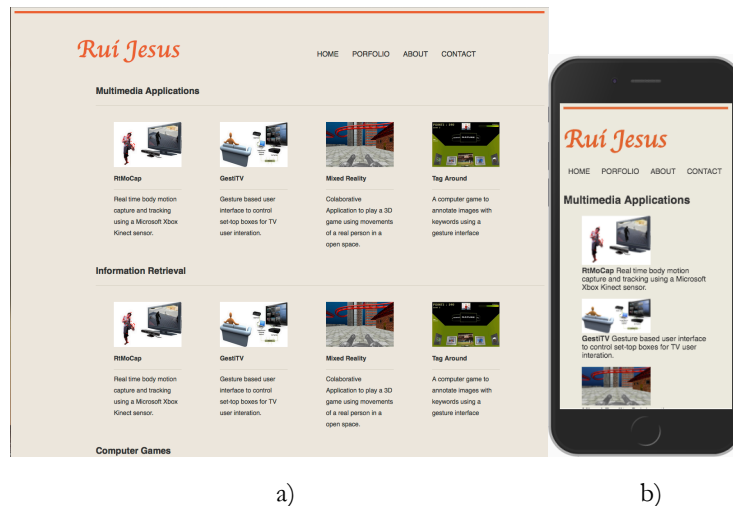 Ruí Jesus
HOME PORFOLIO ABOUT CONTACT
Multimedia Applications
RtMoCap
Real time body motion
capture and tracking
using a Microsoft Xbox
Kinect sensor.
GestiTV
Gesture based user
interface to control
set-top boxes for TV
user interation.
Mixed Reality
Colaborative
Application to play a 3D
game using movements
of a real person in a
open space.
Tag Around
A computer game to
annotate images with
keywords using a
gesture interface
Information Retrieval
RtMoCap
Real time body motion
capture and tracking
using a Microsoft Xbox
Kinect sensor.
GestiTV
Gesture based user
interface to control
set-top boxes for TV
user interation.
Mixed Reality
Colaborative
Application to play a 3D
game using movements
of a real person in a
open space.
Tag Around
A computer game to
annotate images with
keywords using a
gesture interface
Computer Games
a)
Ruí Jesus
HOME PORFOLIO ABOUT CONTACT
Multimedia Applications
RtMoCap Real time body motion
capture and tracking using a Microsoft
Xbox Kinect sensor.
GestiTV Gesture based user interface
to control set-top boxes for TV user
interation.
b)